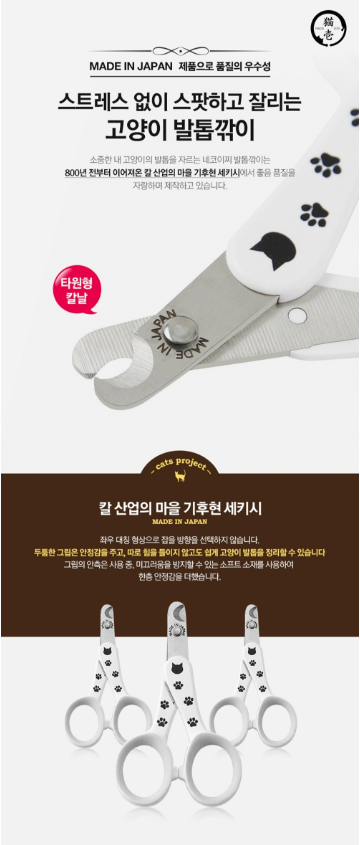 猫壱
MADE IN JAPAN 제품으로 품질의 우수성
스트레스 없이 스팟하고 잘리는
고양이 발톱깎이
소중한 내 고양이의 발톱을 자르는 네코이찌 발톱깎이는
800년 전부터 이어져온 칼 산업의 마을 기후현 세키시에서 좋은 품질을
자랑하며 제작하고 있습니다.
타원형
칼날
MADE IN JAPAN
cats project
칼 산업의 마을 기후현 세키시
MADE IN JAPAN
좌우 대칭 형상으로 잡을 방향을 선택하지 않습니다.
두툼한 그립은 안정감을 주고, 따로 힘을 들이지 않고도 쉽게 고양이 발톱을 정리할 수 있습니다
그립의 안측은 사용 중, 미끄러움을 방지할 수 있는 소프트 소재를 사용하여
한층 안정감을 더했습니다.